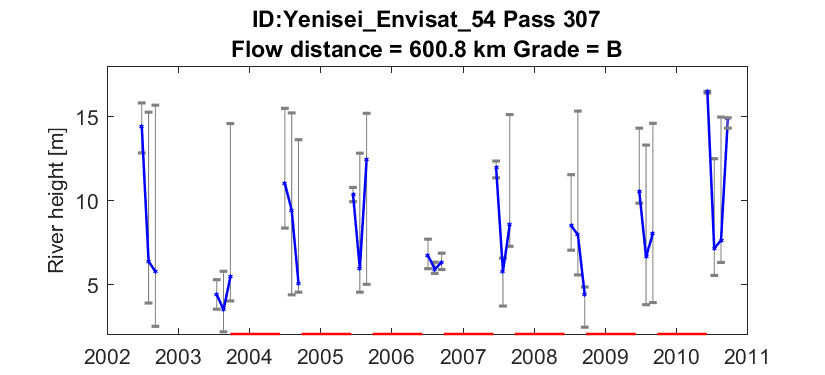 ID:Yenisei_Envisat_54 Pass 307
Flow distance = 600.8 km Grade = B
River height [m]
15
10
5
2002 2003 2004 2005 2006 2007 2008 2009 2010 2011